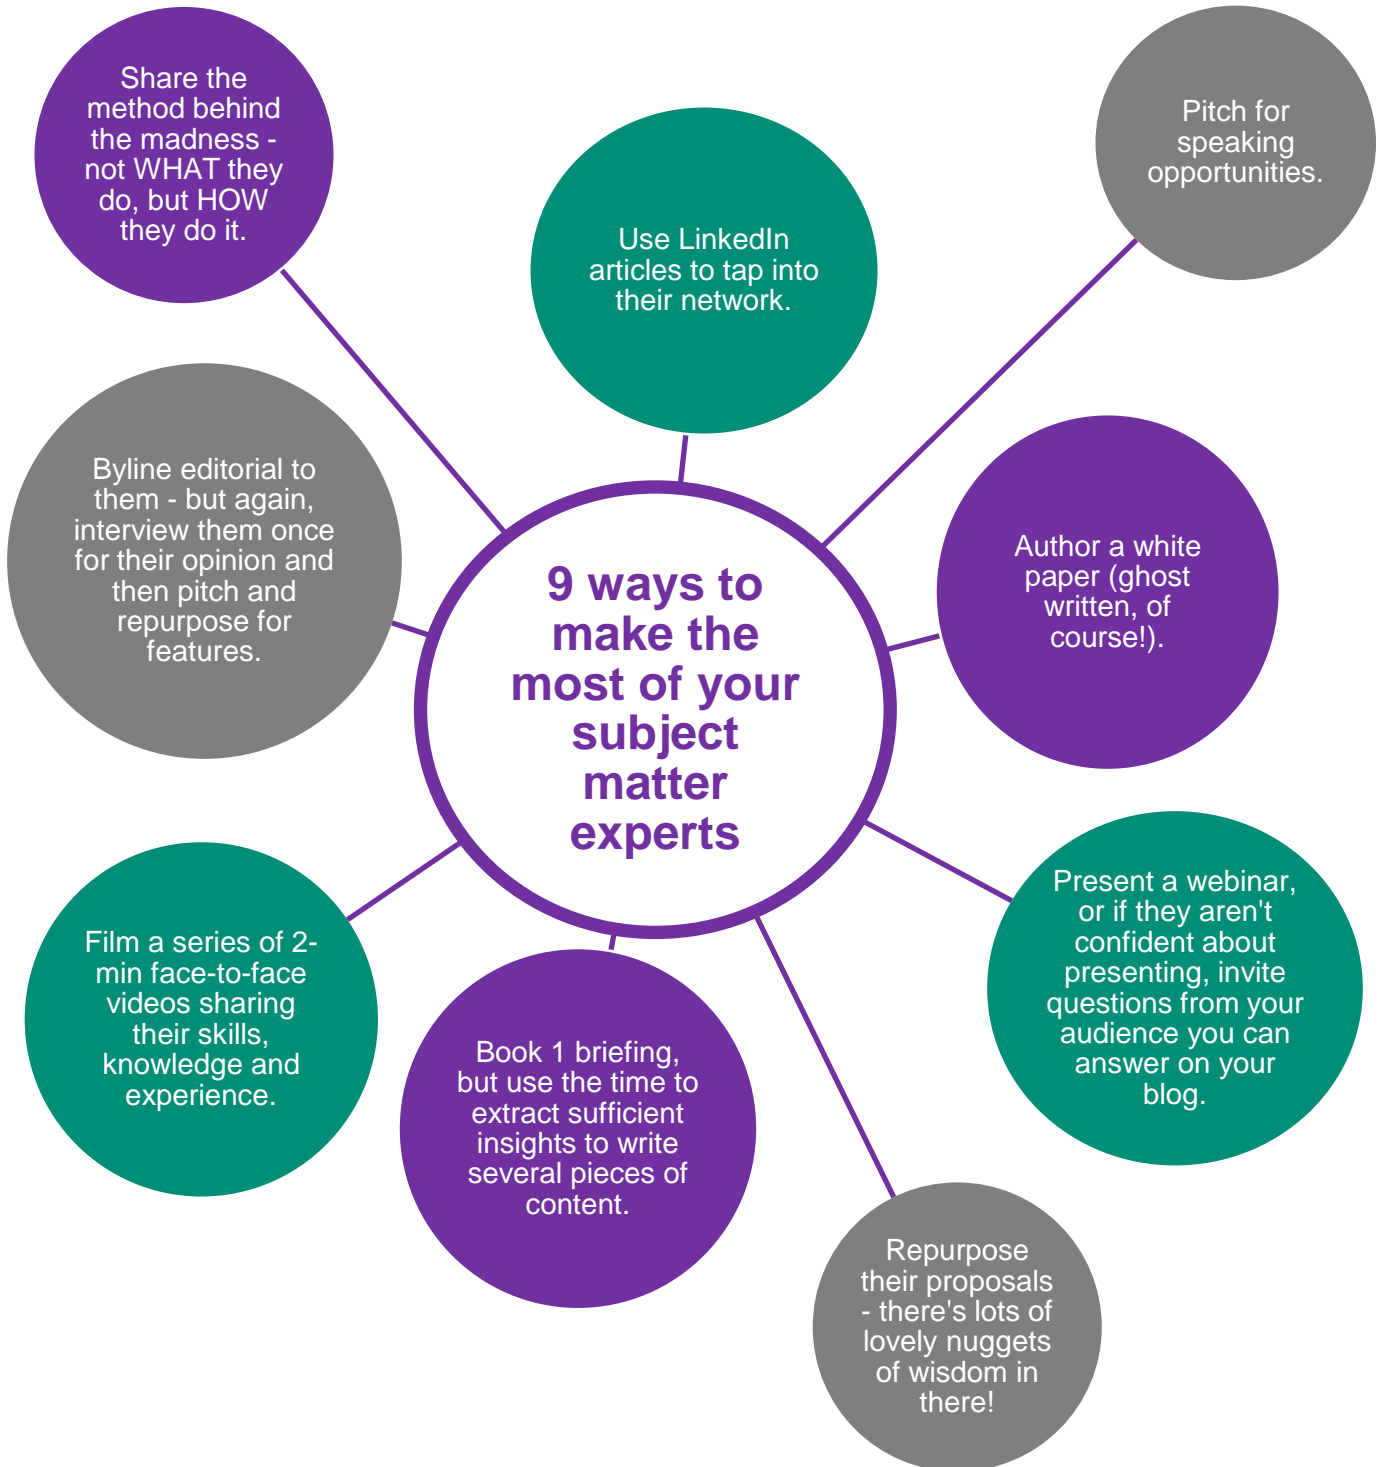 Share the
method behind
the madness -
not WHAT they
do, but HOW
they do it.
Use LinkedIn
articles to tap into
their network.
Pitch for
speaking
opportunities.
Byline editorial to
them - but again,
interview them once
for their opinion and
then pitch and
repurpose for
features.
9 ways to
make the
most of your
subject
matter
experts
Author a white
paper (ghost
written, of
course!).
Film a series of 2-
min face-to-face
videos sharing
their skills,
knowledge and
experience.
Book 1 briefing,
but use the time to
extract sufficient
insights to write
several pieces of
content.
Present a webinar,
or if they aren't
confident about
presenting, invite
questions from your
audience you can
answer on your
blog.
Repurpose
their proposals
- there's lots of
lovely nuggets
of wisdom in
there!